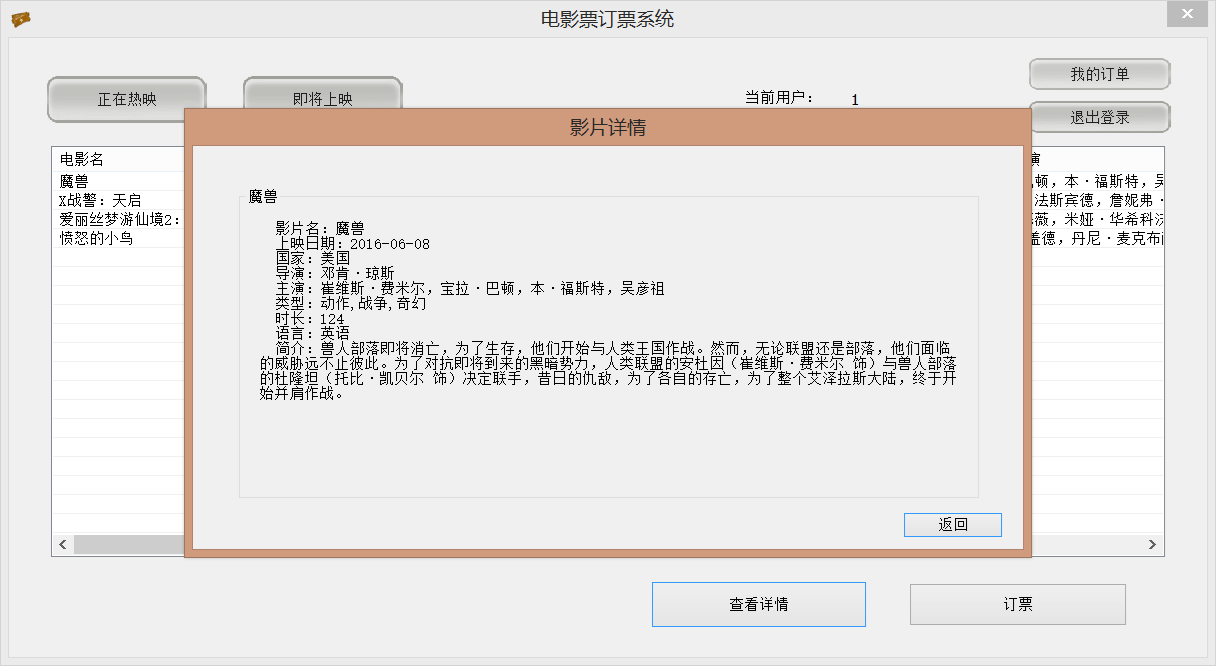 电影票订票系统
正在热映
即将上映
当前用户：
1
我的订单
退出登录
电影名
魔兽
X战警：天启
爱丽丝梦游仙境2：
愤怒的小鸟
演
顿，本·福斯特，吴
法斯宾德，詹妮弗·
薇，米娅·华希科沃
盖德，丹尼·麦克布
影片详情
魔兽
影片名：魔兽
上映日期：2016-06-08
国家：美国
导演：邓肯·琼斯
主演：崔维斯·费米尔，宝拉·巴顿，本·福斯特，吴彦祖
类型：动作,战争,奇幻
时长：124
语言：英语
简介：兽人部落即将消亡，为了生存，他们开始与人类王国作战。然而，无论联盟还是部落，他们面临
的威胁远不止彼此。为了对抗即将到来的黑暗势力，人类联盟的安杜因（崔维斯·费米尔 饰）与兽人部落
的杜隆坦（托比·凯贝尔 饰）决定联手，昔日的仇敌，为了各自的存亡，为了整个艾泽拉斯大陆，终于开
始并肩作战。
返回
查看详情
订票